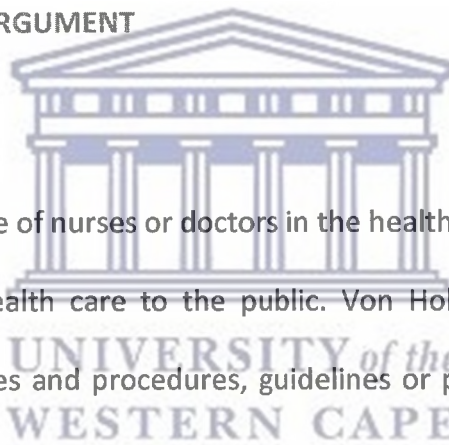 RGUMENT
e of nurses or doctors in the health
ealth care to the public. Von Hol
UNIVERSITY of the
es and procedures, guidelines or p
WESTERN CAPE